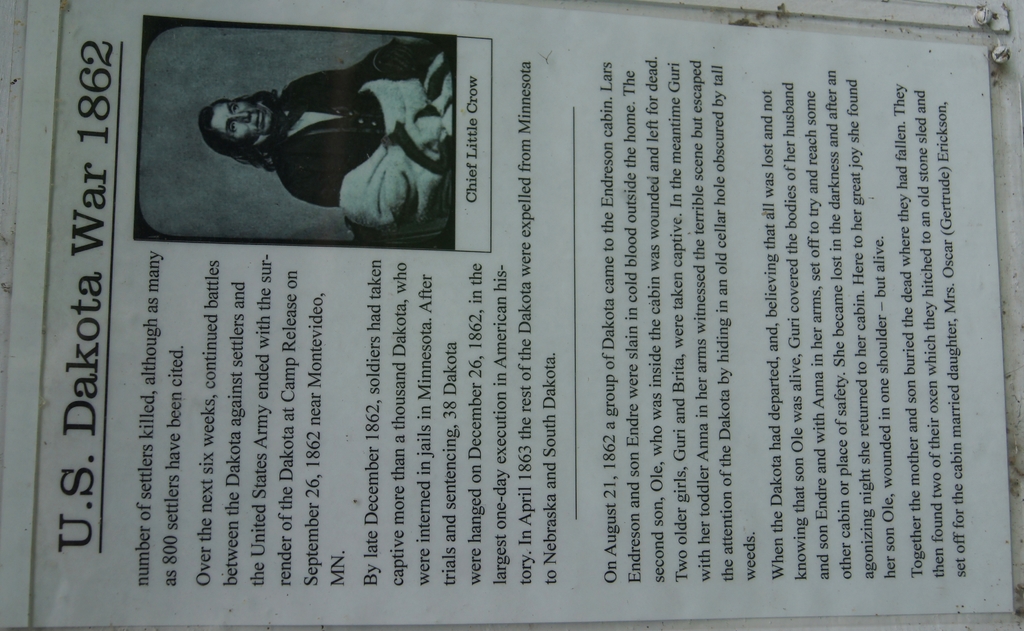 U.S. Dakota War 1862
number of settlers killed, although as many
as 800 settlers have been cited.
Over the next six weeks, continued battles
between the Dakota against settlers and
the United States Army ended with the sur-
render of the Dakota at Camp Release on
September 26, 1862 near Montevideo,
MN.
Chief Little Crow
By late December 1862, soldiers had taken
captive more than a thousand Dakota, who
were interned in jails in Minnesota. After
trials and sentencing, 38 Dakota
were hanged on December 26, 1862, in the
largest one-day execution in American his-
tory. In April 1863 the rest of the Dakota were expelled from Minnesota
to Nebraska and South Dakota.
On August 21, 1862 a group of Dakota came to the Endreson cabin. Lars
Endreson and son Endre were slain in cold blood outside the home. The
second son, Ole, who was inside the cabin was wounded and left for dead.
Two older girls, Guri and Brita, were taken captive. In the meantime Guri
with her toddler Anna in her arms witnessed the terrible scene but escaped
the attention of the Dakota by hiding in an old cellar hole obscured by tall
weeds.
When the Dakota had departed, and, believing that all was lost and not
knowing that son Ole was alive, Guri covered the bodies of her husband
and son Endre and with Anna in her arms, set off to try and reach some
other cabin or place of safety. She became lost in the darkness and after an
agonizing night she returned to her cabin. Here to her great joy she found
her son Ole, wounded in one shoulder – but alive.
Together the mother and son buried the dead where they had fallen. They
then found two of their oxen which they hitched to an old stone sled and
set off for the cabin married daughter, Mrs. Oscar (Gertrude) Erickson,